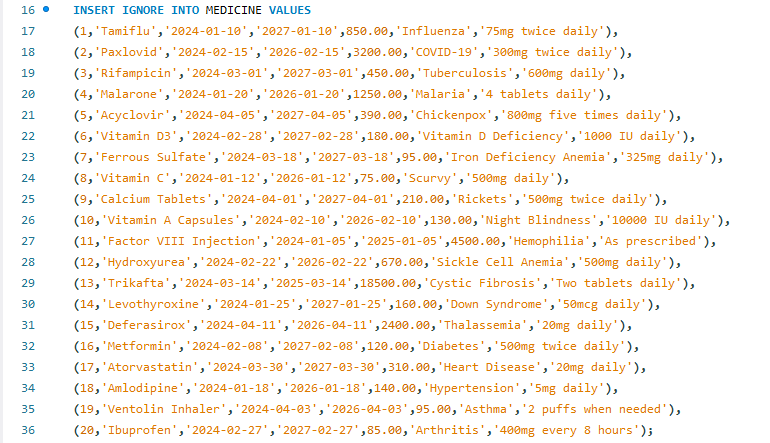 16 INSERT IGNORE INTO MEDICINE VALUES
17 (1,'Tamiflu','2024-01-10','2027-01-10',850.00,'Influenza','75mg twice daily'),
18 (2,'Paxlovid','2024-02-15','2026-02-15',3200.00,'COVID-19','300mg twice daily'),
19 (3,'Rifampicin','2024-03-01','2027-03-01',450.00,'Tuberculosis','600mg daily'),
20 (4,'Malarone','2024-01-20','2026-01-20',1250.00,'Malaria','4 tablets daily'),
21 (5,'Acyclovir','2024-04-05','2027-04-05',390.00,'Chickenpox','800mg five times daily'),
22 (6,'Vitamin D3','2024-02-28','2027-02-28',180.00,'Vitamin D Deficiency','1000 IU daily'),
23 (7,'Ferrous Sulfate','2024-03-18','2027-03-18',95.00,'Iron Deficiency Anemia','325mg daily'),
24 (8,'Vitamin C','2024-01-12','2026-01-12',75.00,'Scurvy','500mg daily'),
25 (9,'Calcium Tablets','2024-04-01','2027-04-01',210.00,'Rickets','500mg twice daily'),
26 (10,'Vitamin A Capsules','2024-02-10','2026-02-10',130.00,'Night Blindness','10000 IU daily'),
27 (11,'Factor VIII Injection','2024-01-05','2025-01-05',4500.00,'Hemophilia','As prescribed'),
28 (12,'Hydroxyurea','2024-02-22','2026-02-22',670.00,'Sickle Cell Anemia','500mg daily'),
29 (13,'Trikafta','2024-03-14','2025-03-14',18500.00,'Cystic Fibrosis','Two tablets daily'),
30 (14,'Levothyroxine','2024-01-25','2027-01-25',160.00,'Down Syndrome','50mcg daily'),
31 (15,'Deferasirox','2024-04-11','2026-04-11',2400.00,'Thalassemia','20mg daily'),
32 (16,'Metformin','2024-02-08','2027-02-08',120.00,'Diabetes','500mg twice daily'),
33 (17,'Atorvastatin','2024-03-30','2027-03-30',310.00,'Heart Disease','20mg daily'),
34 (18,'Amlodipine','2024-01-18','2026-01-18',140.00,'Hypertension','5mg daily'),
35 (19,'Ventolin Inhaler','2024-04-03','2026-04-03',95.00,'Asthma','2 puffs when needed'),
36 (20,'Ibuprofen','2024-02-27','2027-02-27',85.00,'Arthritis','400mg every 8 hours');